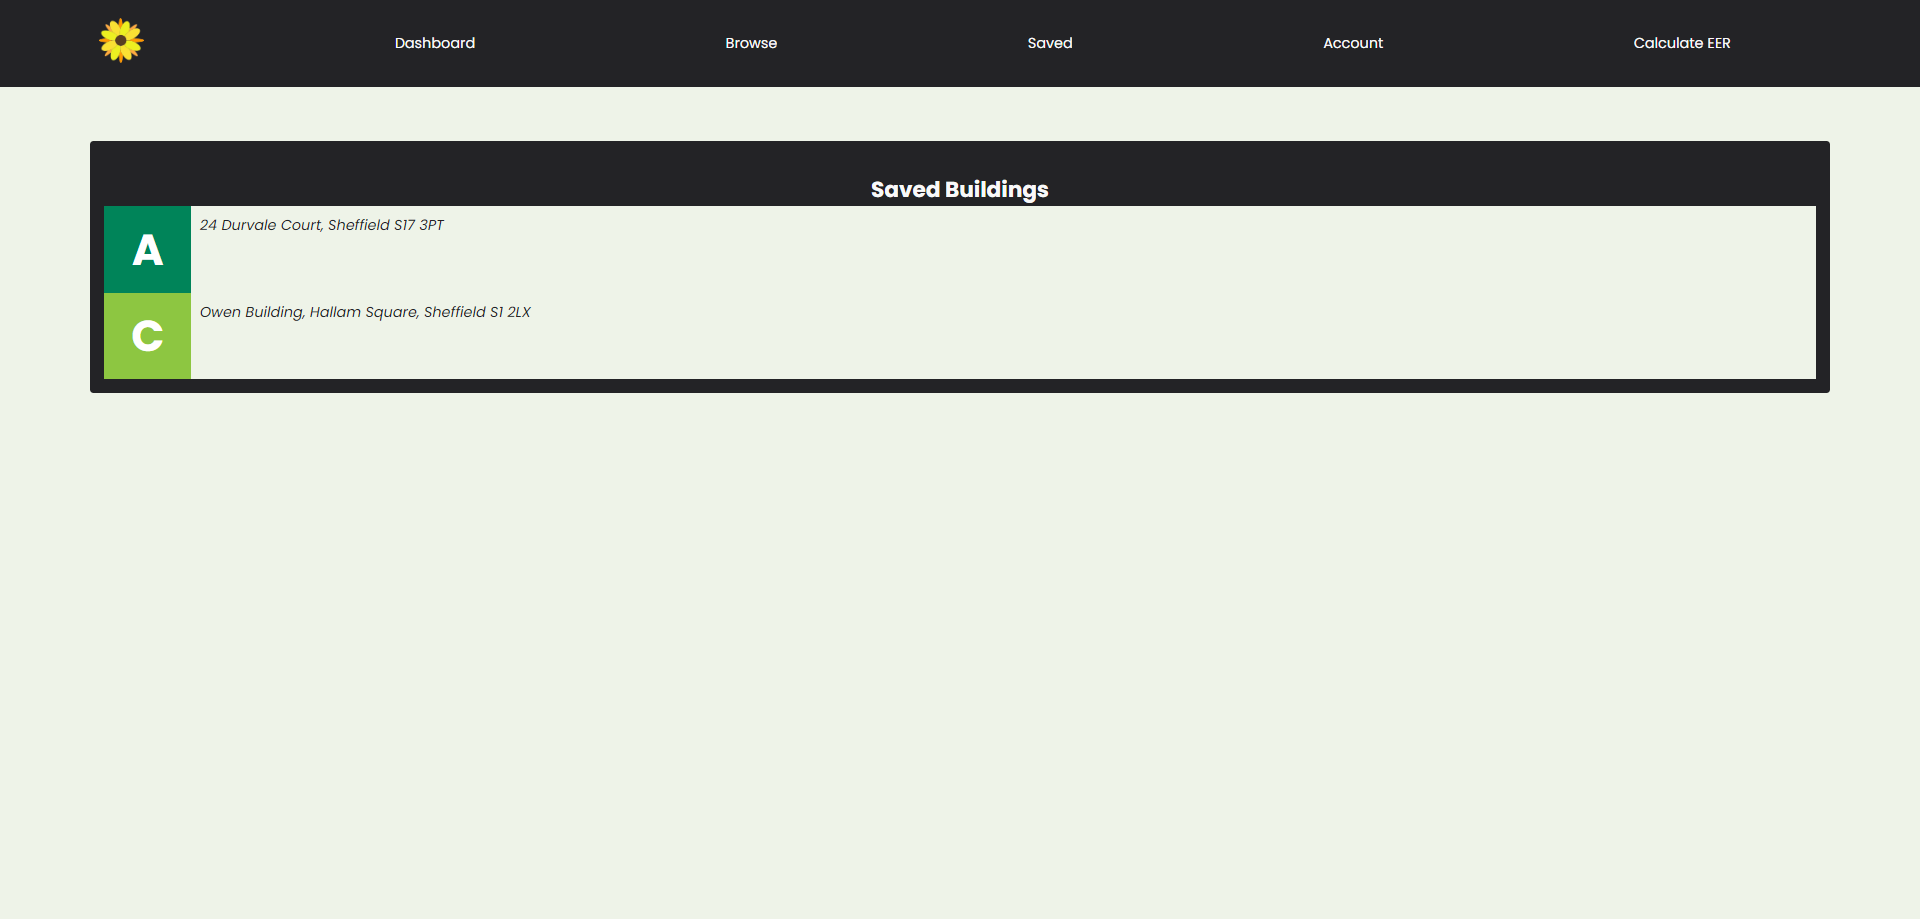 Dashboard Browse Saved Account Calculate EER
Saved Buildings
A
24 Durvale Court, Sheffield S17 3PT
C
Owen Building, Hallam Square, Sheffield S1 2LX